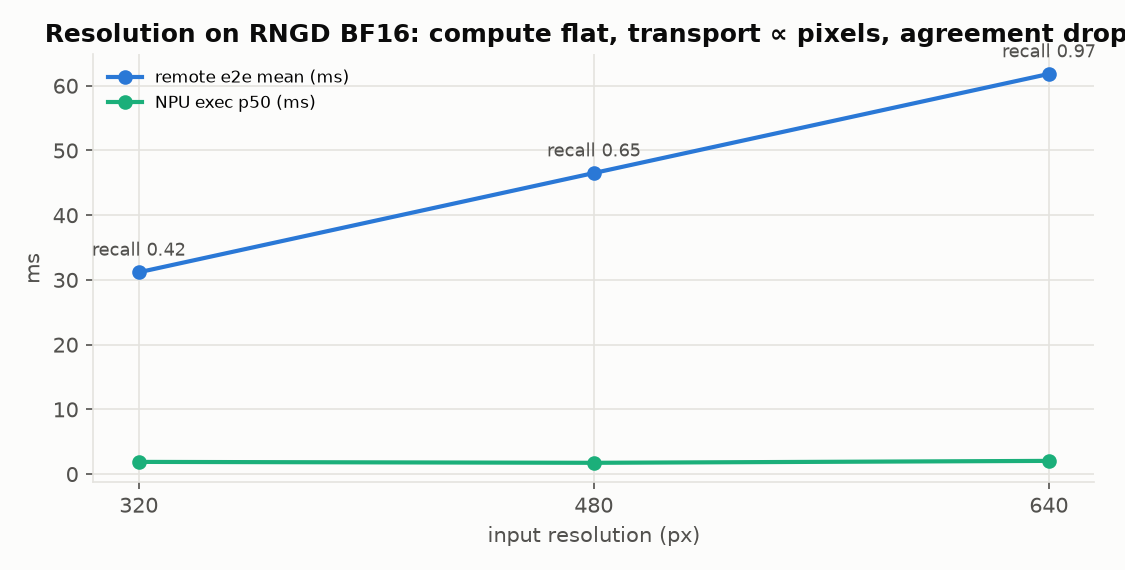 Resolution on RNGD BF16: compute flat, transport ∝ pixels, agreement drop
recall 0.97
remote e2e mean (ms)
NPU exec p50 (ms)
60
50
recall 0.65
40
recall 0.42
ms
30
20
10
0
320
480
640
input resolution (px)